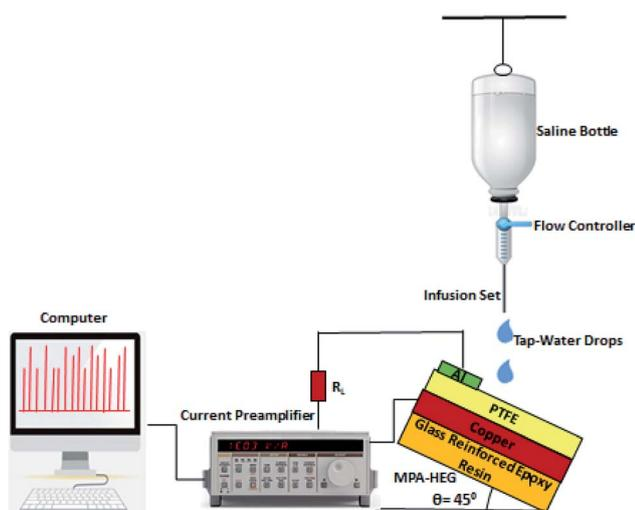 Saline Bottle
Flow Controller
Infusion Set
Tap-Water Drops
Computer
R_L
Current Preamplifier
Al
PTFE
Copper
Glass Reinforced Epoxy
Resin
MPA-HEG
θ= 45⁰